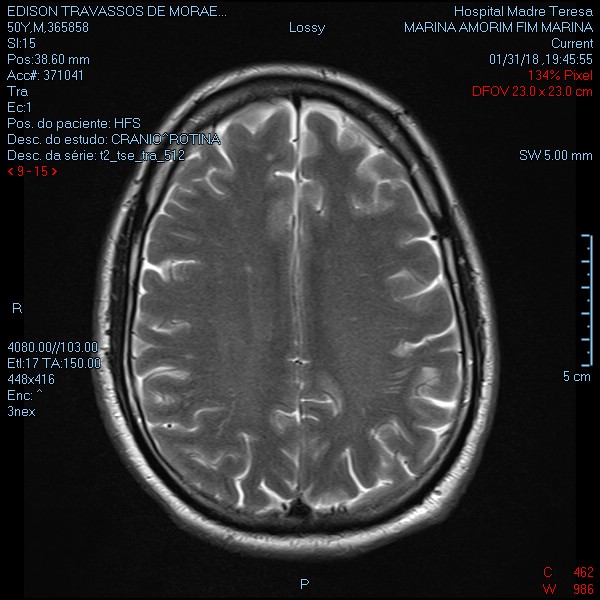 EDISON TRAVASSOS DE MORAE...
50Y,M,365858
Sl:15
Pos:38.60 mm
Acc#: 371041
Tra
Ec:1
Pos. do paciente: HFS
Desc. do estudo: CRANIO^ROTINA
Desc. da série: t2_tse_tra_512
< 9 - 15 >
Lossy
Hospital Madre Teresa
MARINA AMORIM FIM MARINA
Current
01/31/18 ,19:45:55
134% Pixel
DFOV 23.0 x 23.0 cm
SW 5.00 mm
R
5 cm
4080.00//103.00
Etl:17 TA:150.00
448x416
Enc: ^
3nex
P
C 462
W 986